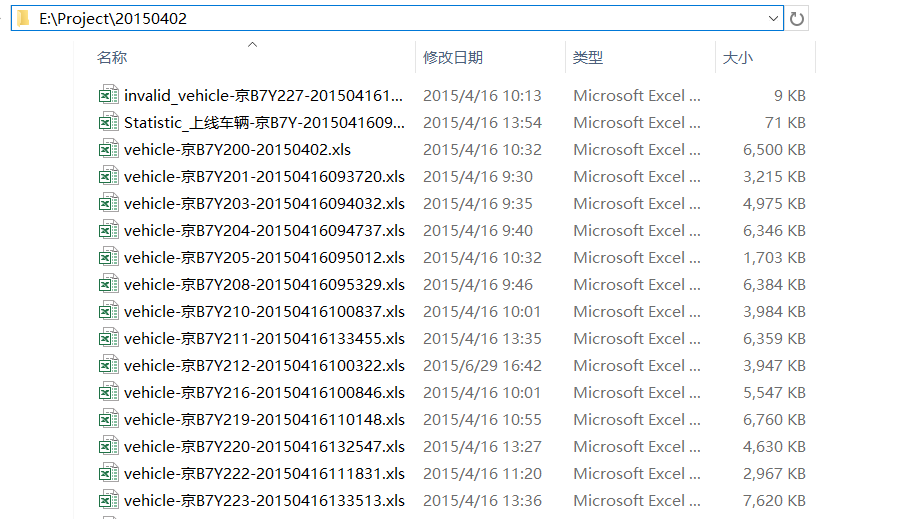 E:\Project\20150402
名称 修改日期 类型 大小
invalid_vehicle-京B7Y227-201504161... 2015/4/16 10:13 Microsoft Excel ... 9 KB
Statistic_上线车辆-京B7Y-2015041609... 2015/4/16 13:54 Microsoft Excel ... 71 KB
vehicle-京B7Y200-20150402.xls 2015/4/16 10:32 Microsoft Excel ... 6,500 KB
vehicle-京B7Y201-20150416093720.xls 2015/4/16 9:30 Microsoft Excel ... 3,215 KB
vehicle-京B7Y203-20150416094032.xls 2015/4/16 9:35 Microsoft Excel ... 4,975 KB
vehicle-京B7Y204-20150416094737.xls 2015/4/16 9:40 Microsoft Excel ... 6,346 KB
vehicle-京B7Y205-20150416095012.xls 2015/4/16 10:32 Microsoft Excel ... 1,703 KB
vehicle-京B7Y208-20150416095329.xls 2015/4/16 9:46 Microsoft Excel ... 6,384 KB
vehicle-京B7Y210-20150416100837.xls 2015/4/16 10:01 Microsoft Excel ... 3,984 KB
vehicle-京B7Y211-20150416133455.xls 2015/4/16 13:35 Microsoft Excel ... 6,359 KB
vehicle-京B7Y212-20150416100322.xls 2015/6/29 16:42 Microsoft Excel ... 3,947 KB
vehicle-京B7Y216-20150416100846.xls 2015/4/16 10:01 Microsoft Excel ... 5,547 KB
vehicle-京B7Y219-20150416110148.xls 2015/4/16 10:55 Microsoft Excel ... 6,760 KB
vehicle-京B7Y220-20150416132547.xls 2015/4/16 13:27 Microsoft Excel ... 4,630 KB
vehicle-京B7Y222-20150416111831.xls 2015/4/16 11:20 Microsoft Excel ... 2,967 KB
vehicle-京B7Y223-20150416133513.xls 2015/4/16 13:36 Microsoft Excel ... 7,620 KB